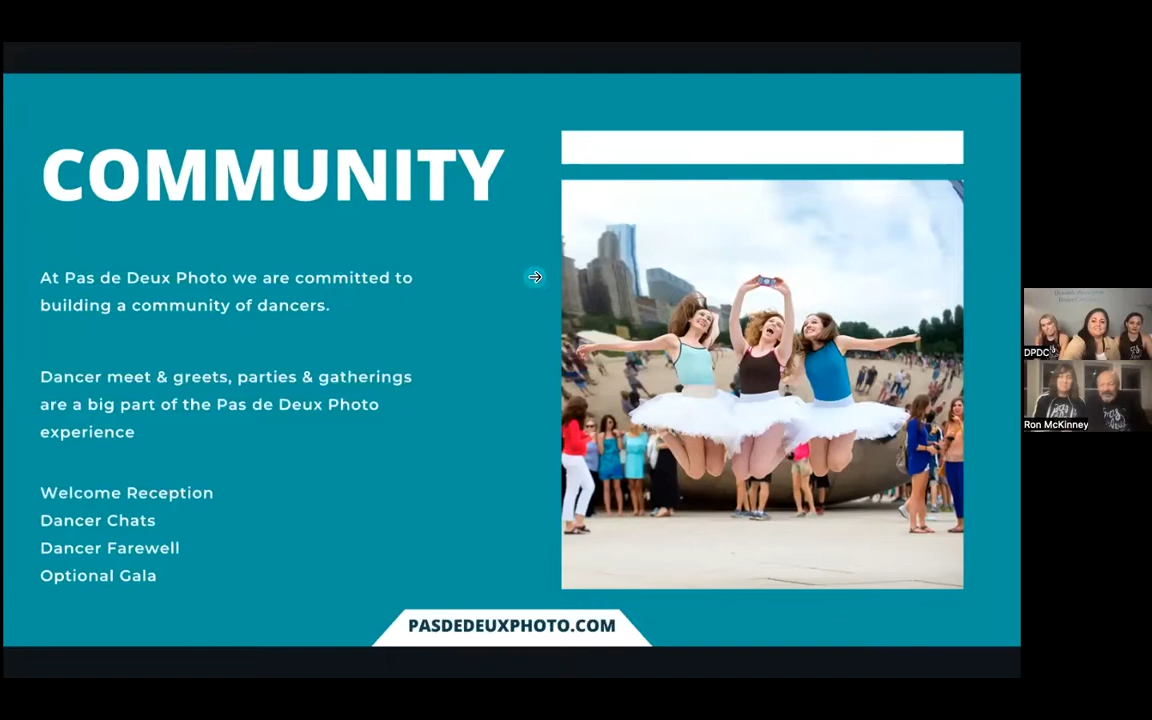 COMMUNITY
At Pas de Deux Photo we are committed to
building a community of dancers.
Dancer meet & greets, parties & gatherings
are a big part of the Pas de Deux Photo
experience
Welcome Reception
Dancer Chats
Dancer Farewell
Optional Gala
PASDEDEUXPHOTO.COM
DPDC
Ron McKinney